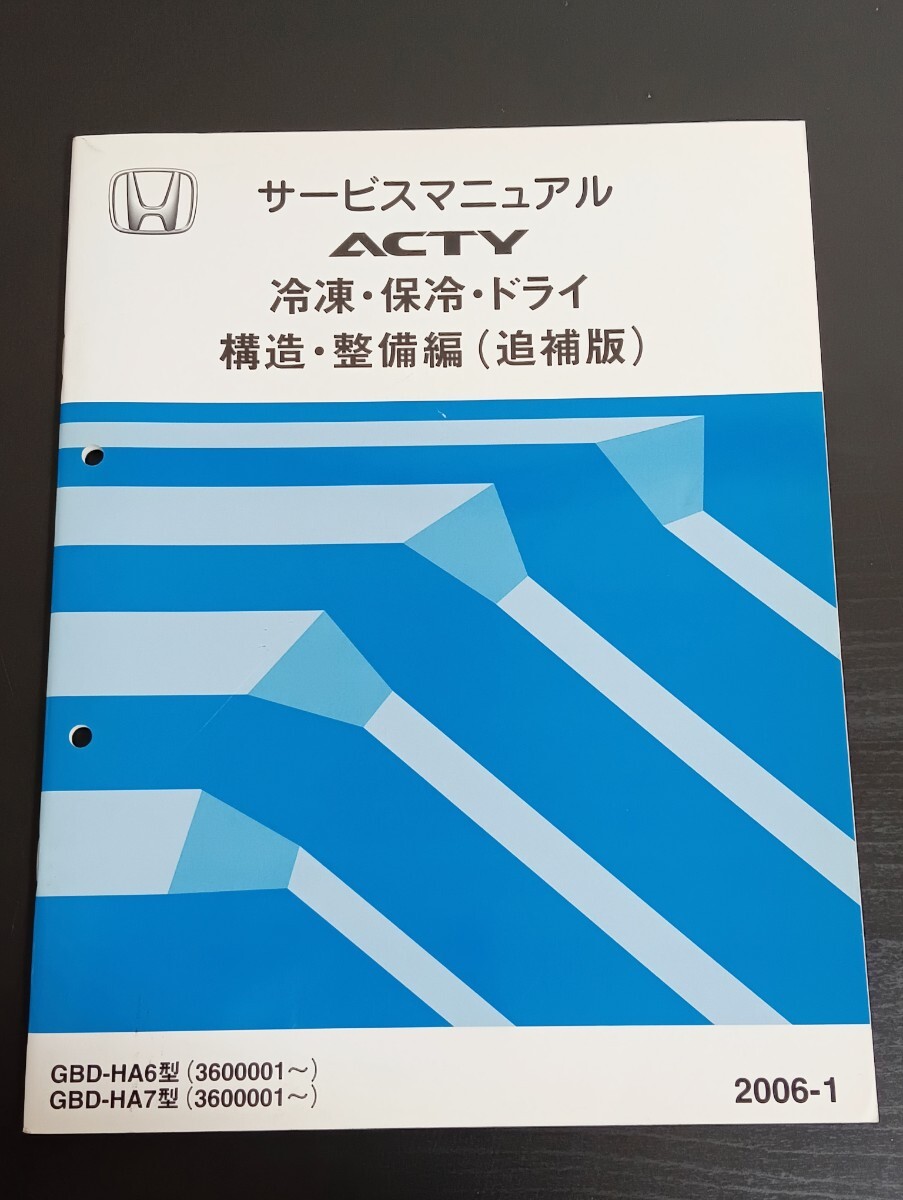 サービスマニュアル
ACTY
冷凍・保冷・ドライ
構造・整備編(追補版)
GBD-HA6型(3600001～)
GBD-HA7型(3600001～)
2006-1